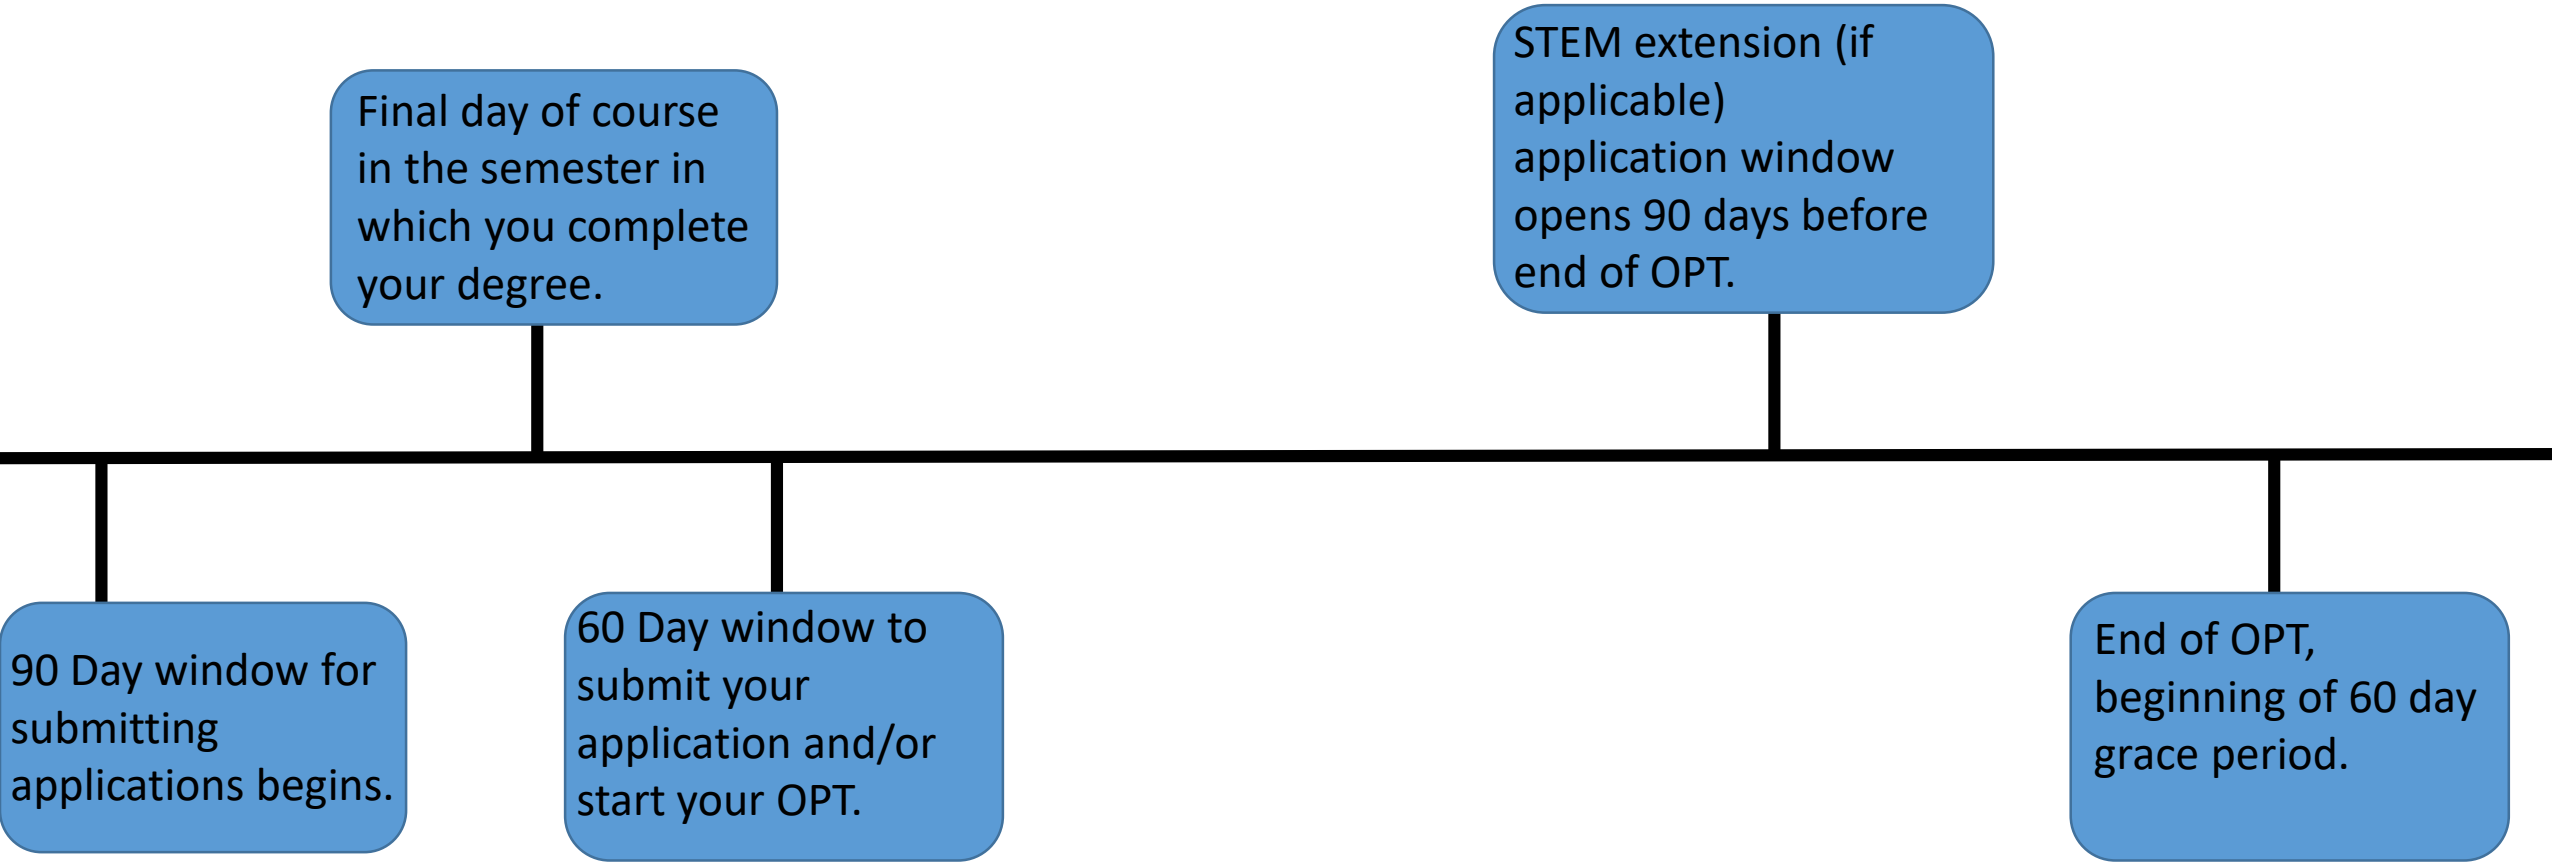 Final day of course
in the semester in
which you complete
your degree.
STEM extension (if
applicable)
application window
opens 90 days before
end of OPT.
90 Day window for
submitting
applications begins.
60 Day window to
submit your
application and/or
start your OPT.
End of OPT,
beginning of 60 day
grace period.